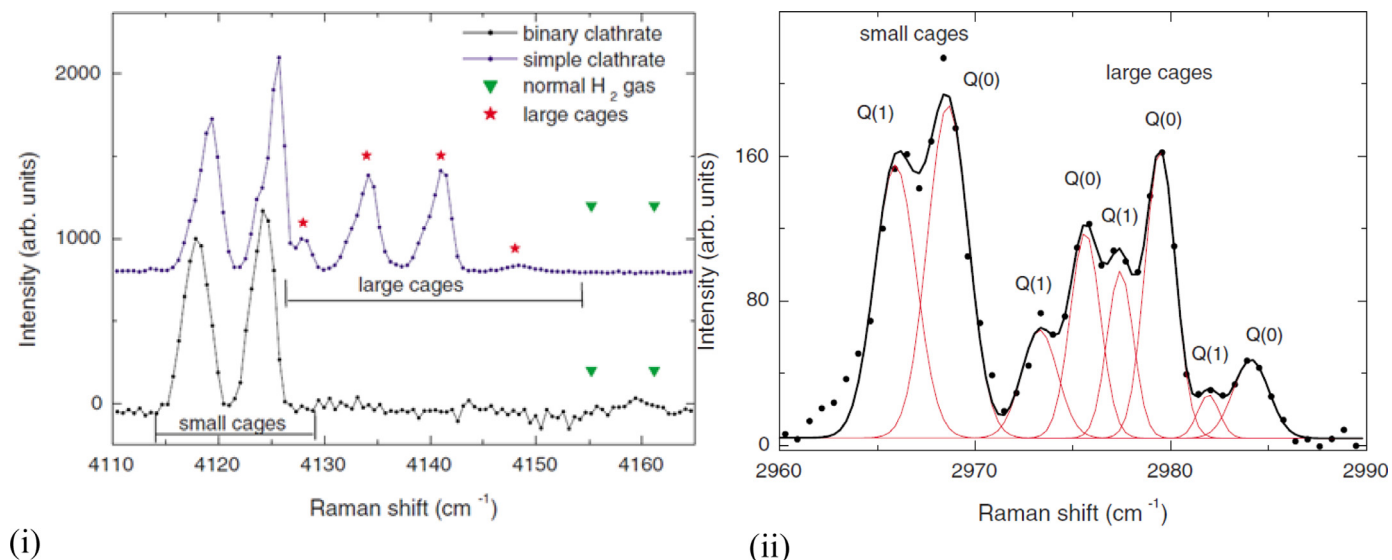 binary clathrate
simple clathrate
normal H2 gas
large cages
2000
1000
0
Intensity (arb. units)
large cages
small cages
4110 4120 4130 4140 4150 4160
Raman shift (cm -1)
(i)
small cages
large cages
Q(1)
Q(0)
Q(1)
Q(0)
Q(1)
Q(0)
Q(1)
Q(0)
160
80
0
Intensity (arb. units)
2960 2970 2980 2990
Raman shift (cm -1)
(ii)